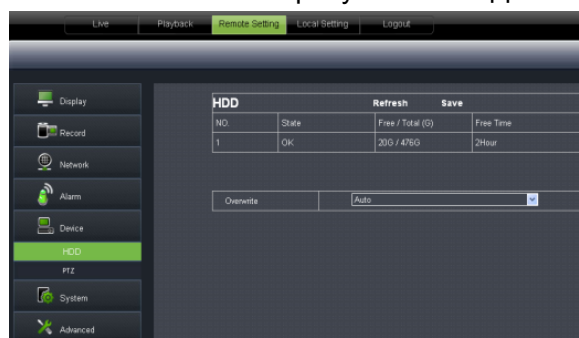 Live Playback Remote Setting Local Setting Logout
Display
Record
Network
Alarm
Device
HDD
PTZ
System
Advanced
HDD Refresh Save
NO. State Free / Total (G) Free Time
1 OK 20G / 476G 2Hour
Overwrite Auto